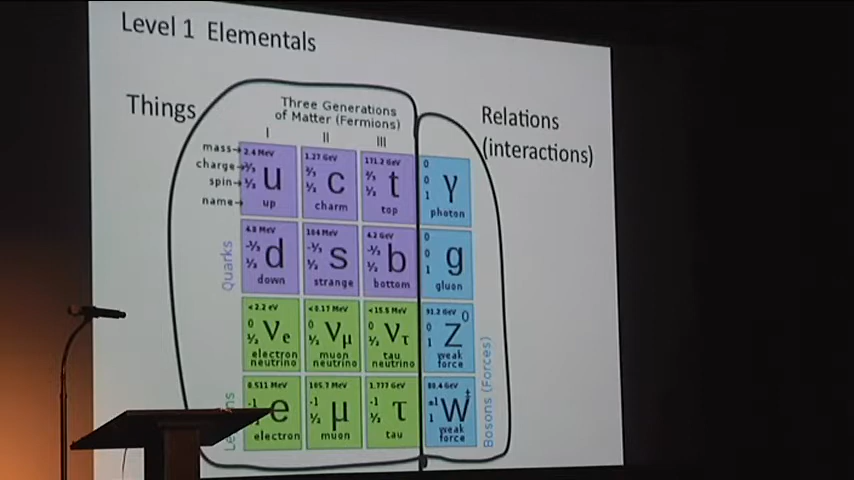 Level 1 Elementals
Things
Three Generations
of Matter (Fermions)
Relations
(interactions)
I II III
mass→ 2.4 MeV 1.27 GeV 171.2 GeV 0
charge→ ⅔ ⅔ ⅔ 0
spin→ ½ ½ ½ 1
u c t γ
name→ up charm top photon
Quarks
4.8 MeV 104 MeV 4.2 GeV 0
-⅓ -⅓ -⅓ 0
½ ½ ½ 1
d s b g
down strange bottom gluon
<2.2 eV <0.17 MeV <15.5 MeV 91.2 GeV
0 0 0 0
½ ½ ½ 1
νe νμ ντ Z⁰
electron neutrino muon neutrino tau neutrino weak force
0.511 MeV 105.7 MeV 1.777 GeV 80.4 GeV
-1 -1 -1 ±1
½ ½ 1
e μ τ W±
electron muon tau weak force
Bosons (Forces)